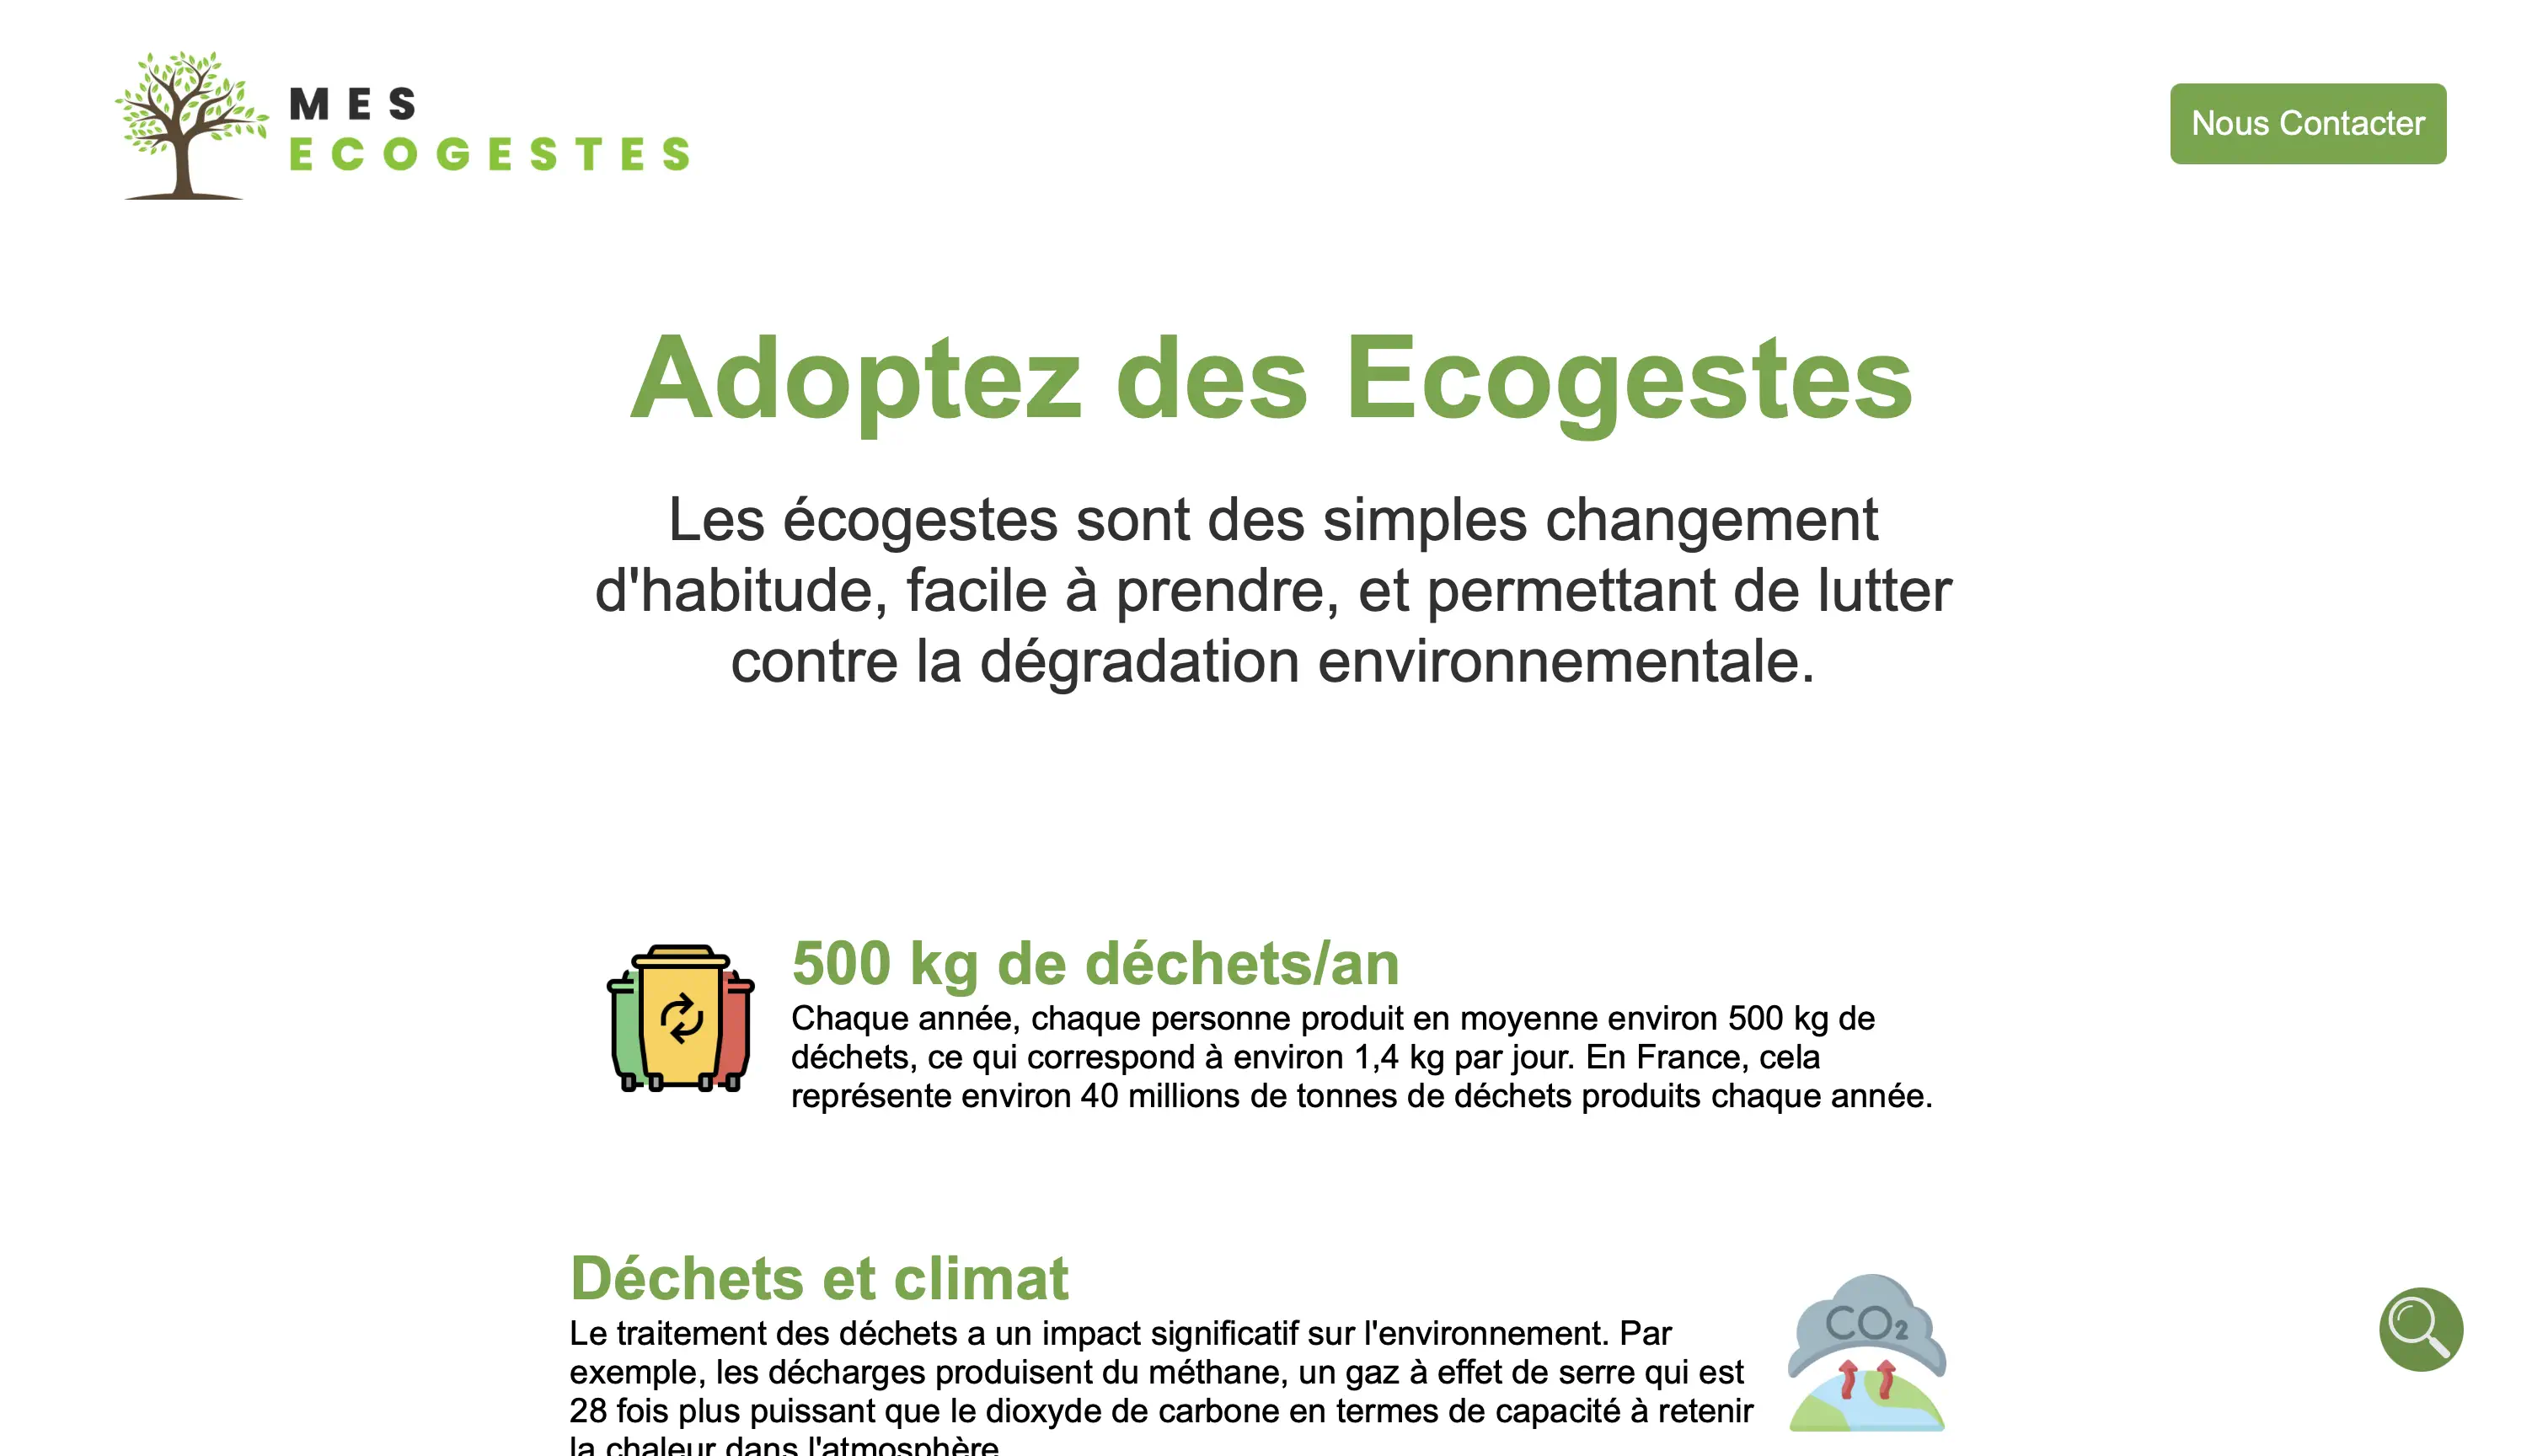 MES
ECOGESTES
Nous Contacter
Adoptez des Ecogestes
Les écogestes sont des simples changement
d'habitude, facile à prendre, et permettant de lutter
contre la dégradation environnementale.
500 kg de déchets/an
Chaque année, chaque personne produit en moyenne environ 500 kg de
déchets, ce qui correspond à environ 1,4 kg par jour. En France, cela
représente environ 40 millions de tonnes de déchets produits chaque année.
Déchets et climat
Le traitement des déchets a un impact significatif sur l'environnement. Par
exemple, les décharges produisent du méthane, un gaz à effet de serre qui est
28 fois plus puissant que le dioxyde de carbone en termes de capacité à retenir
la chaleur dans l'atmosphère.
CO₂